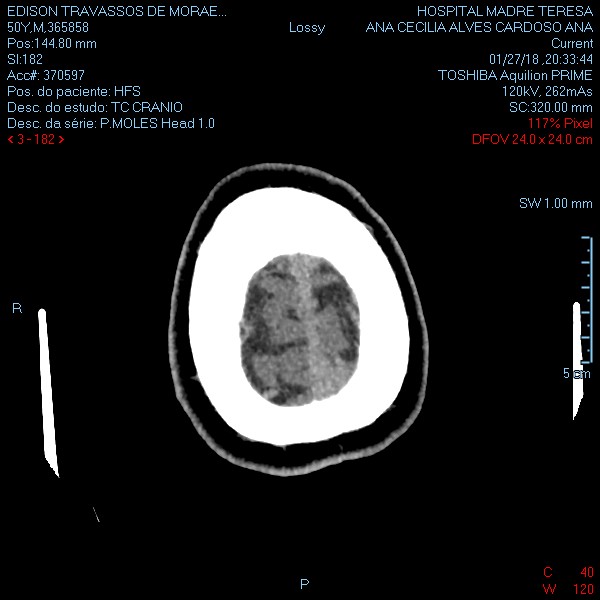 EDISON TRAVASSOS DE MORAE...
50Y,M,365858
Pos:144.80 mm
SI:182
Acc#: 370597
Pos. do paciente: HFS
Desc. do estudo: TC CRANIO
Desc. da série: P.MOLES Head 1.0
< 3 - 182 >
Lossy
HOSPITAL MADRE TERESA
ANA CECILIA ALVES CARDOSO ANA
Current
01/27/18 ,20:33:44
TOSHIBA Aquilion PRIME
120kV, 262mAs
SC:320.00 mm
117% Pixel
DFOV 24.0 x 24.0 cm
SW 1.00 mm
R
5 cm
P
C 40
W 120